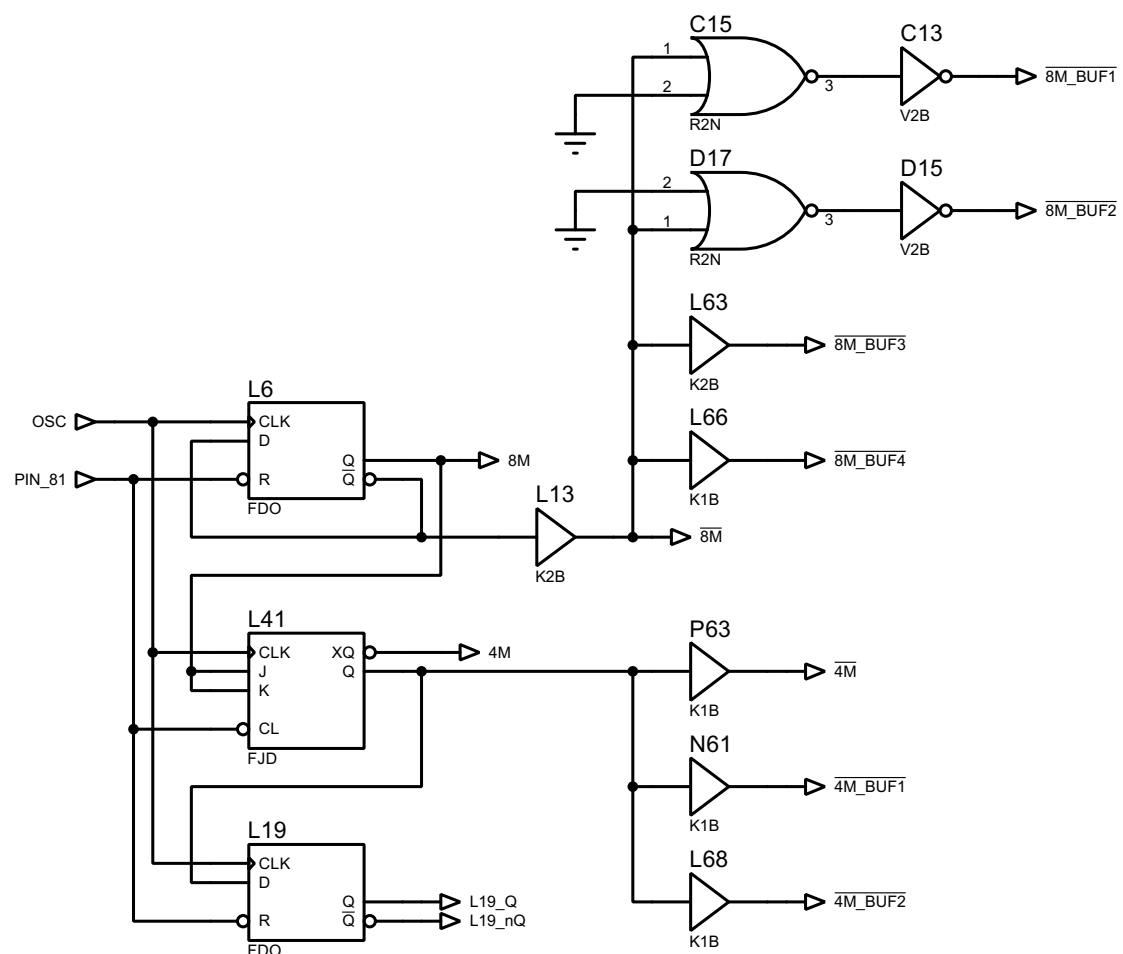 C15
1
2
3
R2N
C13
V2B
8M_BUF1
D17
2
1
3
R2N
D15
V2B
8M_BUF2
L63
K2B
8M_BUF3
L66
K1B
8M_BUF4
L6
OSC
CLK
D
PIN_81
R
Q
Q
FDO
8M
L13
K2B
8M
L41
CLK
J
K
CL
XQ
Q
FJD
4M
P63
K1B
4M
N61
K1B
4M_BUF1
L19
CLK
D
R
Q
Q
FDO
L19_Q
L19_nQ
L68
K1B
4M_BUF2